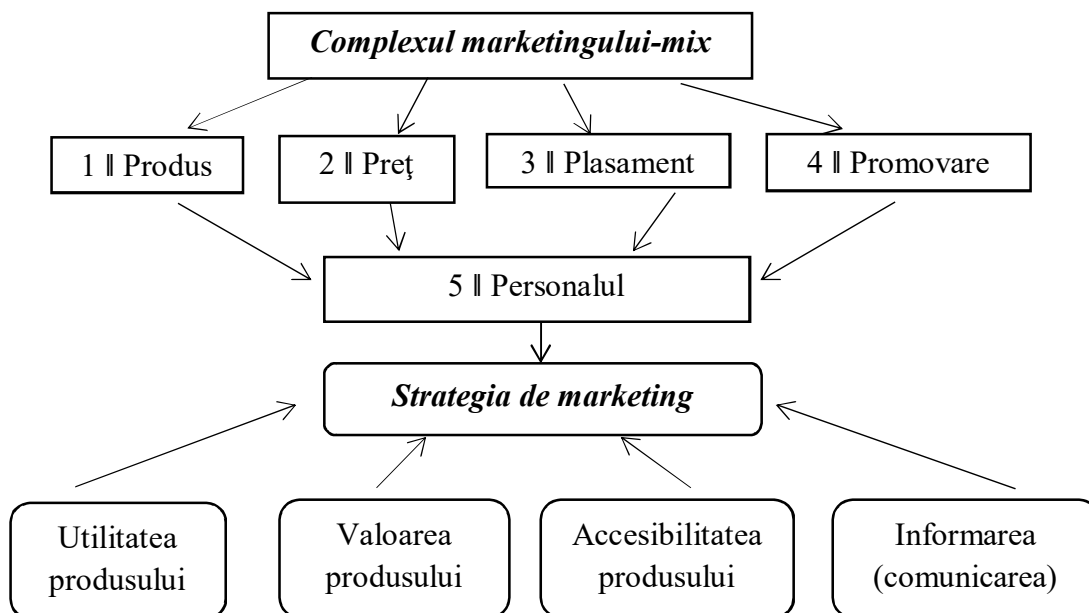 Complexul marketingului-mix
1 ‖ Produs
2 ‖ Preţ
3 ‖ Plasament
4 ‖ Promovare
5 ‖ Personalul
Strategia de marketing
Utilitatea
produsului
Valoarea
produsului
Accesibilitatea
produsului
Informarea
(comunicarea)